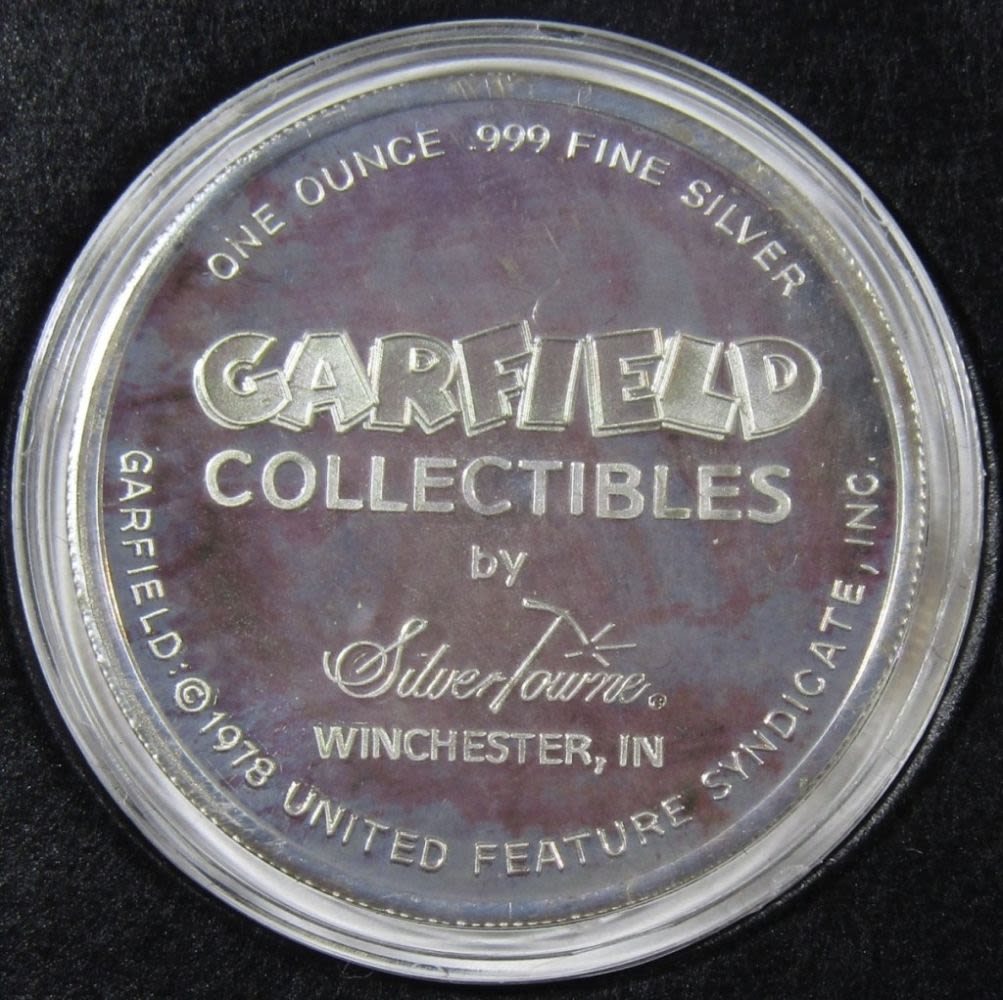 ONE OUNCE .999 FINE SILVER
GARFIELD
COLLECTIBLES
by
SilverTowne®
WINCHESTER, IN
GARFIELD: ©1978 UNITED FEATURE SYNDICATE, INC.